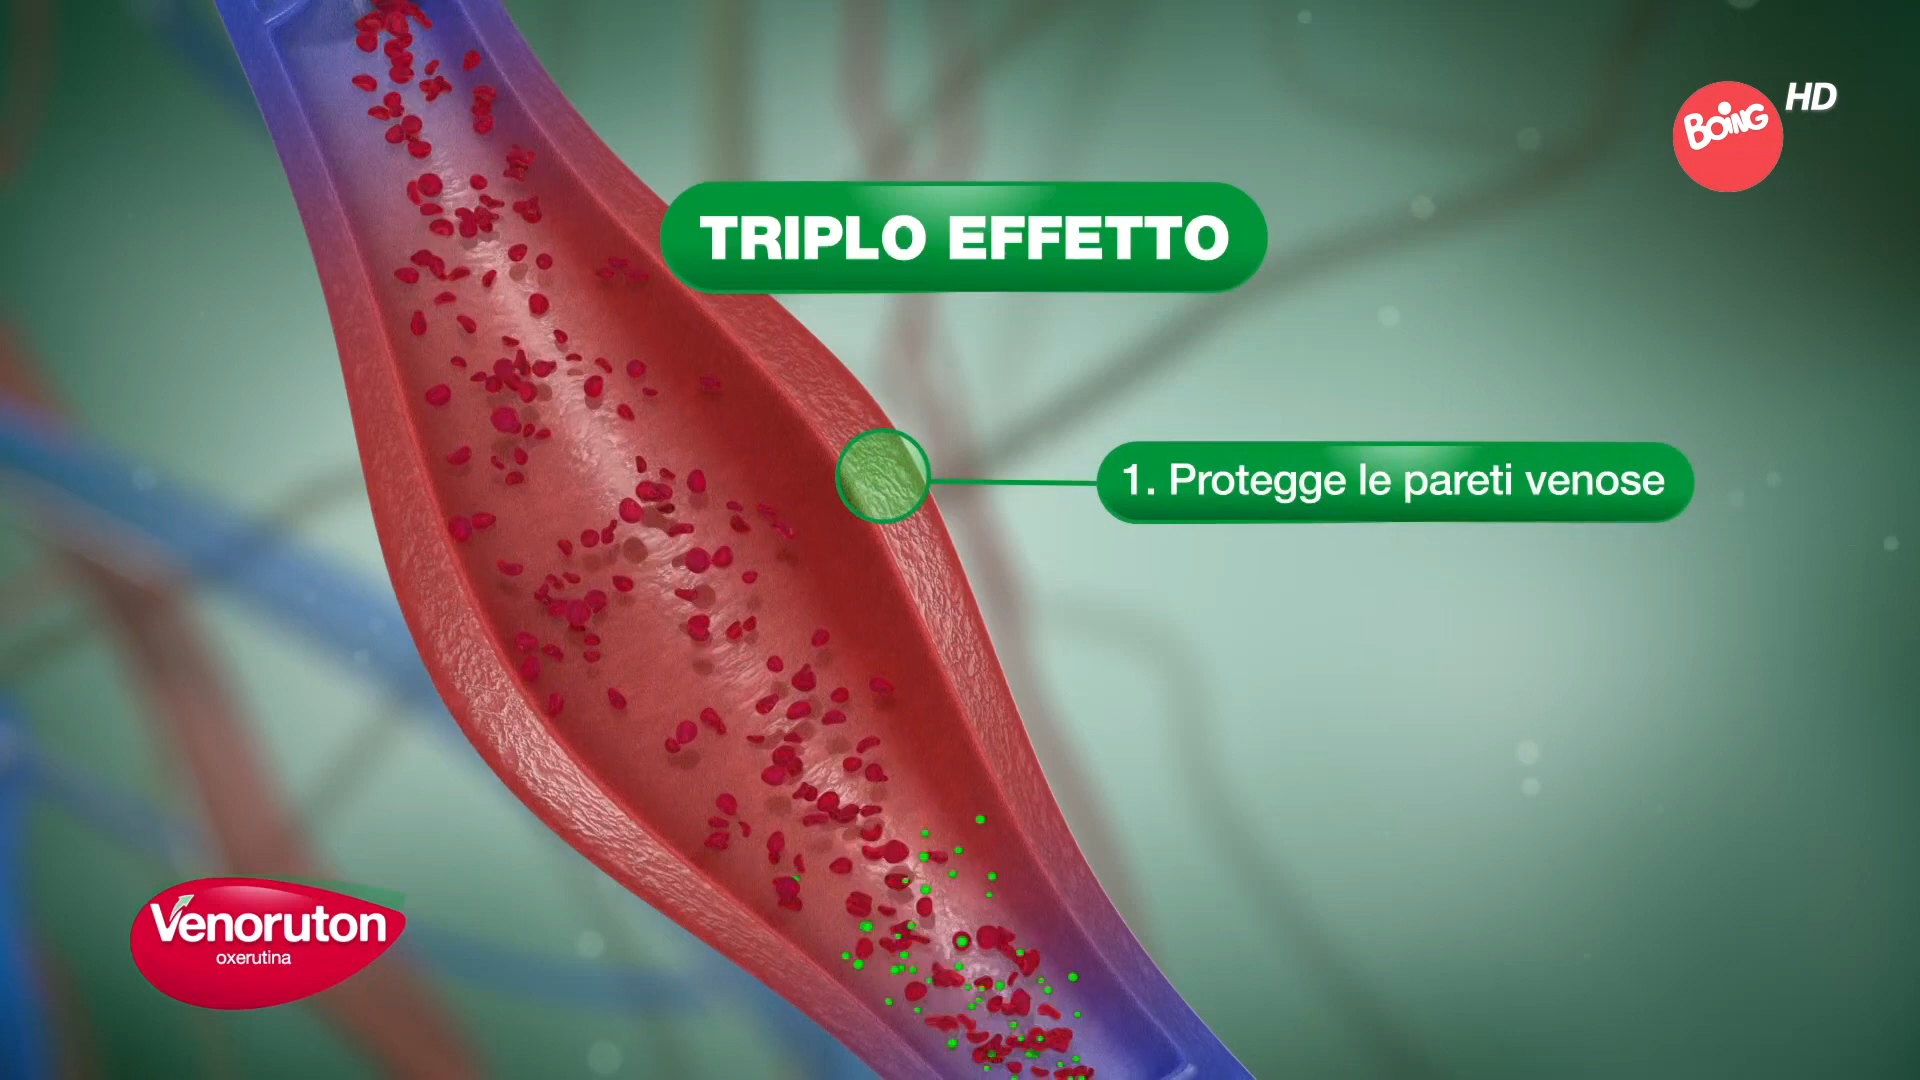 BOING HD
TRIPLO EFFETTO
1. Protegge le pareti venose
Venoruton
oxerutina